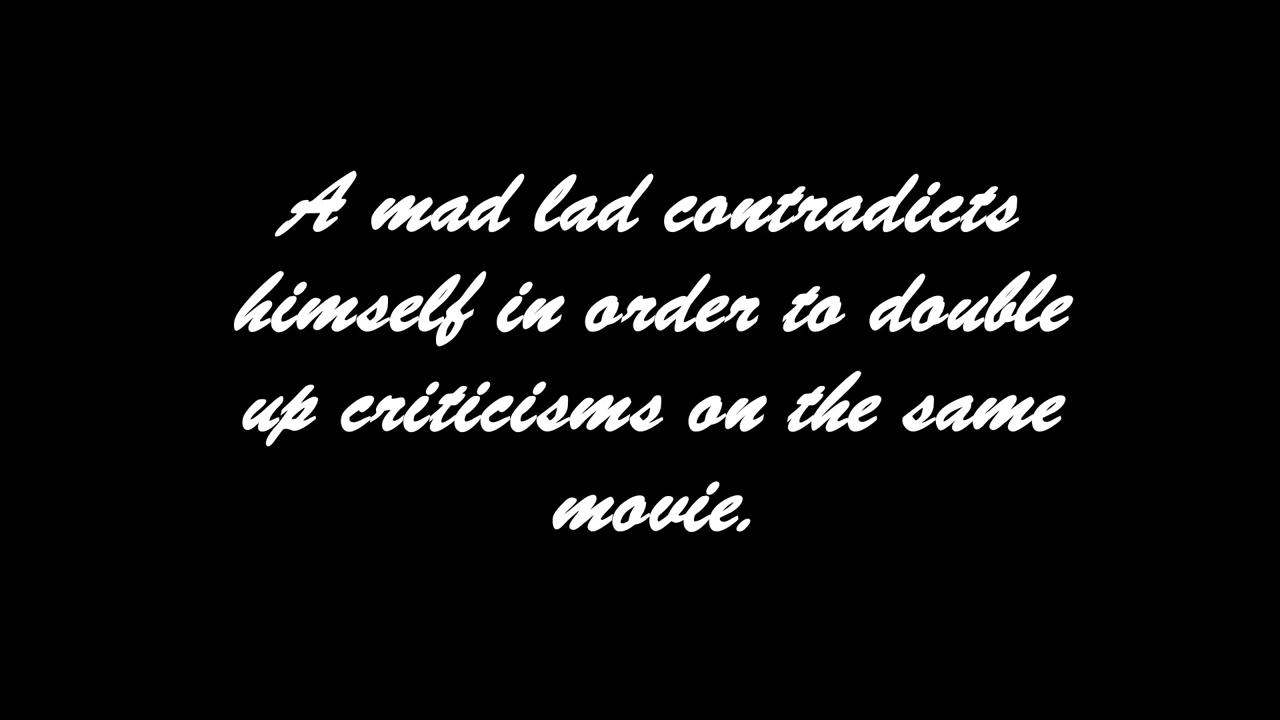 A mad lad contradicts
himself in order to double
up criticisms on the same
movie.